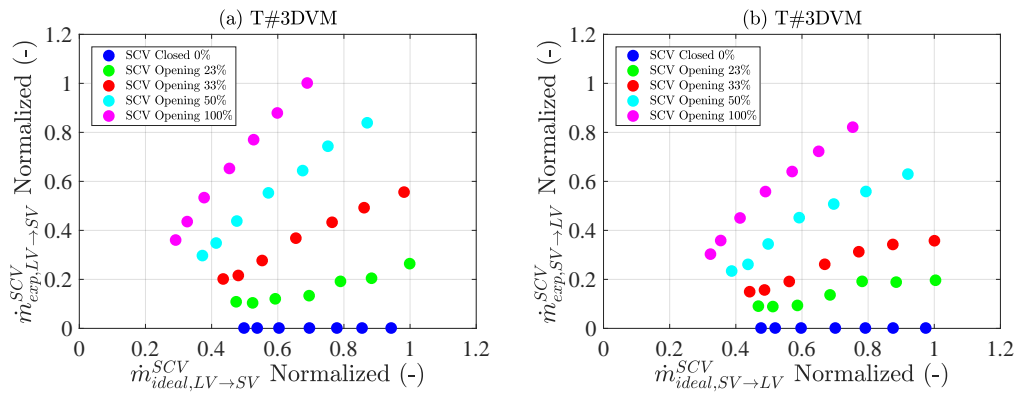 (a) T#3DVM
1.2
1
0.8
0.6
0.4
0.2
0
SCV Closed 0%
SCV Opening 23%
SCV Opening 33%
SCV Opening 50%
SCV Opening 100%
ṁ^{SCV}_{exp,LV→SV} Normalized (-)
0 0.2 0.4 0.6 0.8 1 1.2
ṁ^{SCV}_{ideal,LV→SV} Normalized (-)
(b) T#3DVM
1.2
1
0.8
0.6
0.4
0.2
0
SCV Closed 0%
SCV Opening 23%
SCV Opening 33%
SCV Opening 50%
SCV Opening 100%
ṁ^{SCV}_{exp,SV→LV} Normalized (-)
0 0.2 0.4 0.6 0.8 1 1.2
ṁ^{SCV}_{ideal,SV→LV} Normalized (-)